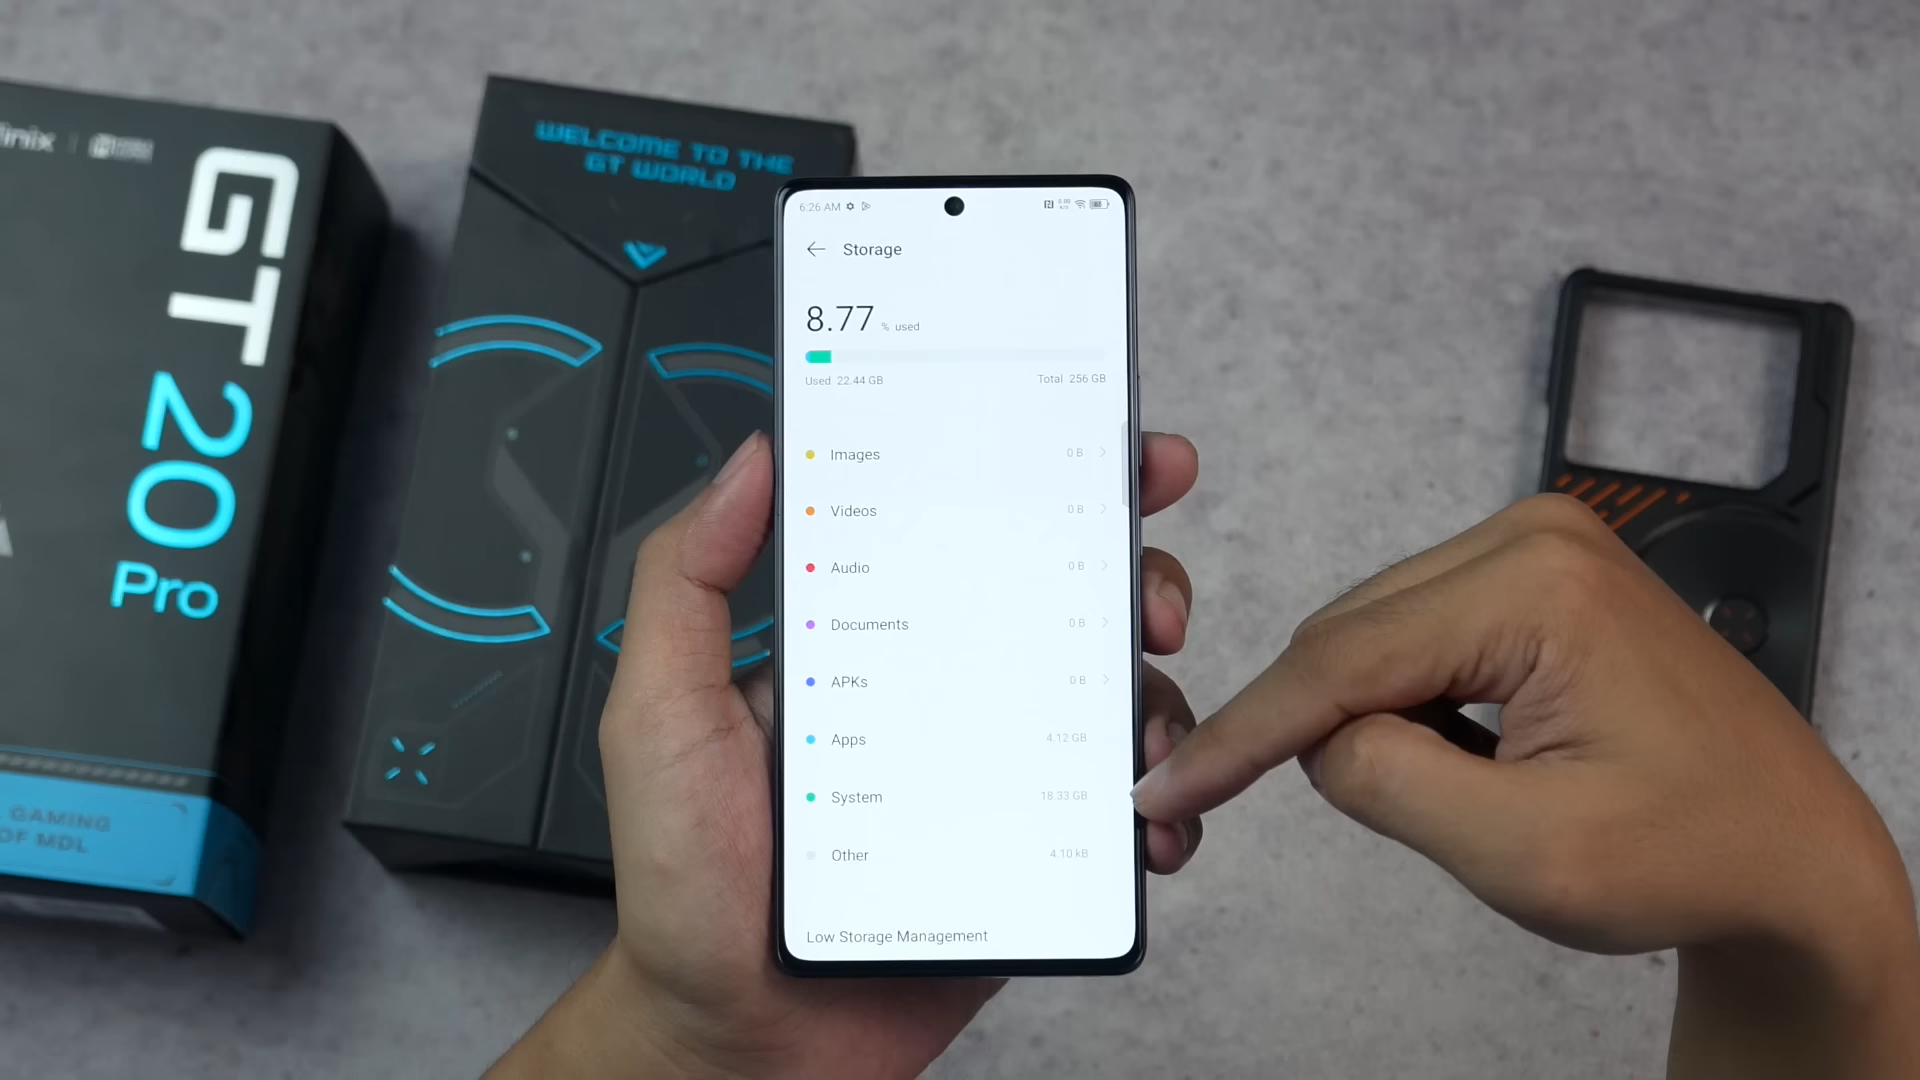 GT 20 Pro
GAMING
OF MDL
WELCOME TO THE
GT WORLD
6:26 AM
Storage
8.77 % used
Used 22.44 GB Total 256 GB
Images 0 B
Videos 0 B
Audio 0 B
Documents 0 B
APKs 0 B
Apps 4.12 GB
System 18.33 GB
Other 4.10 kB
Low Storage Management